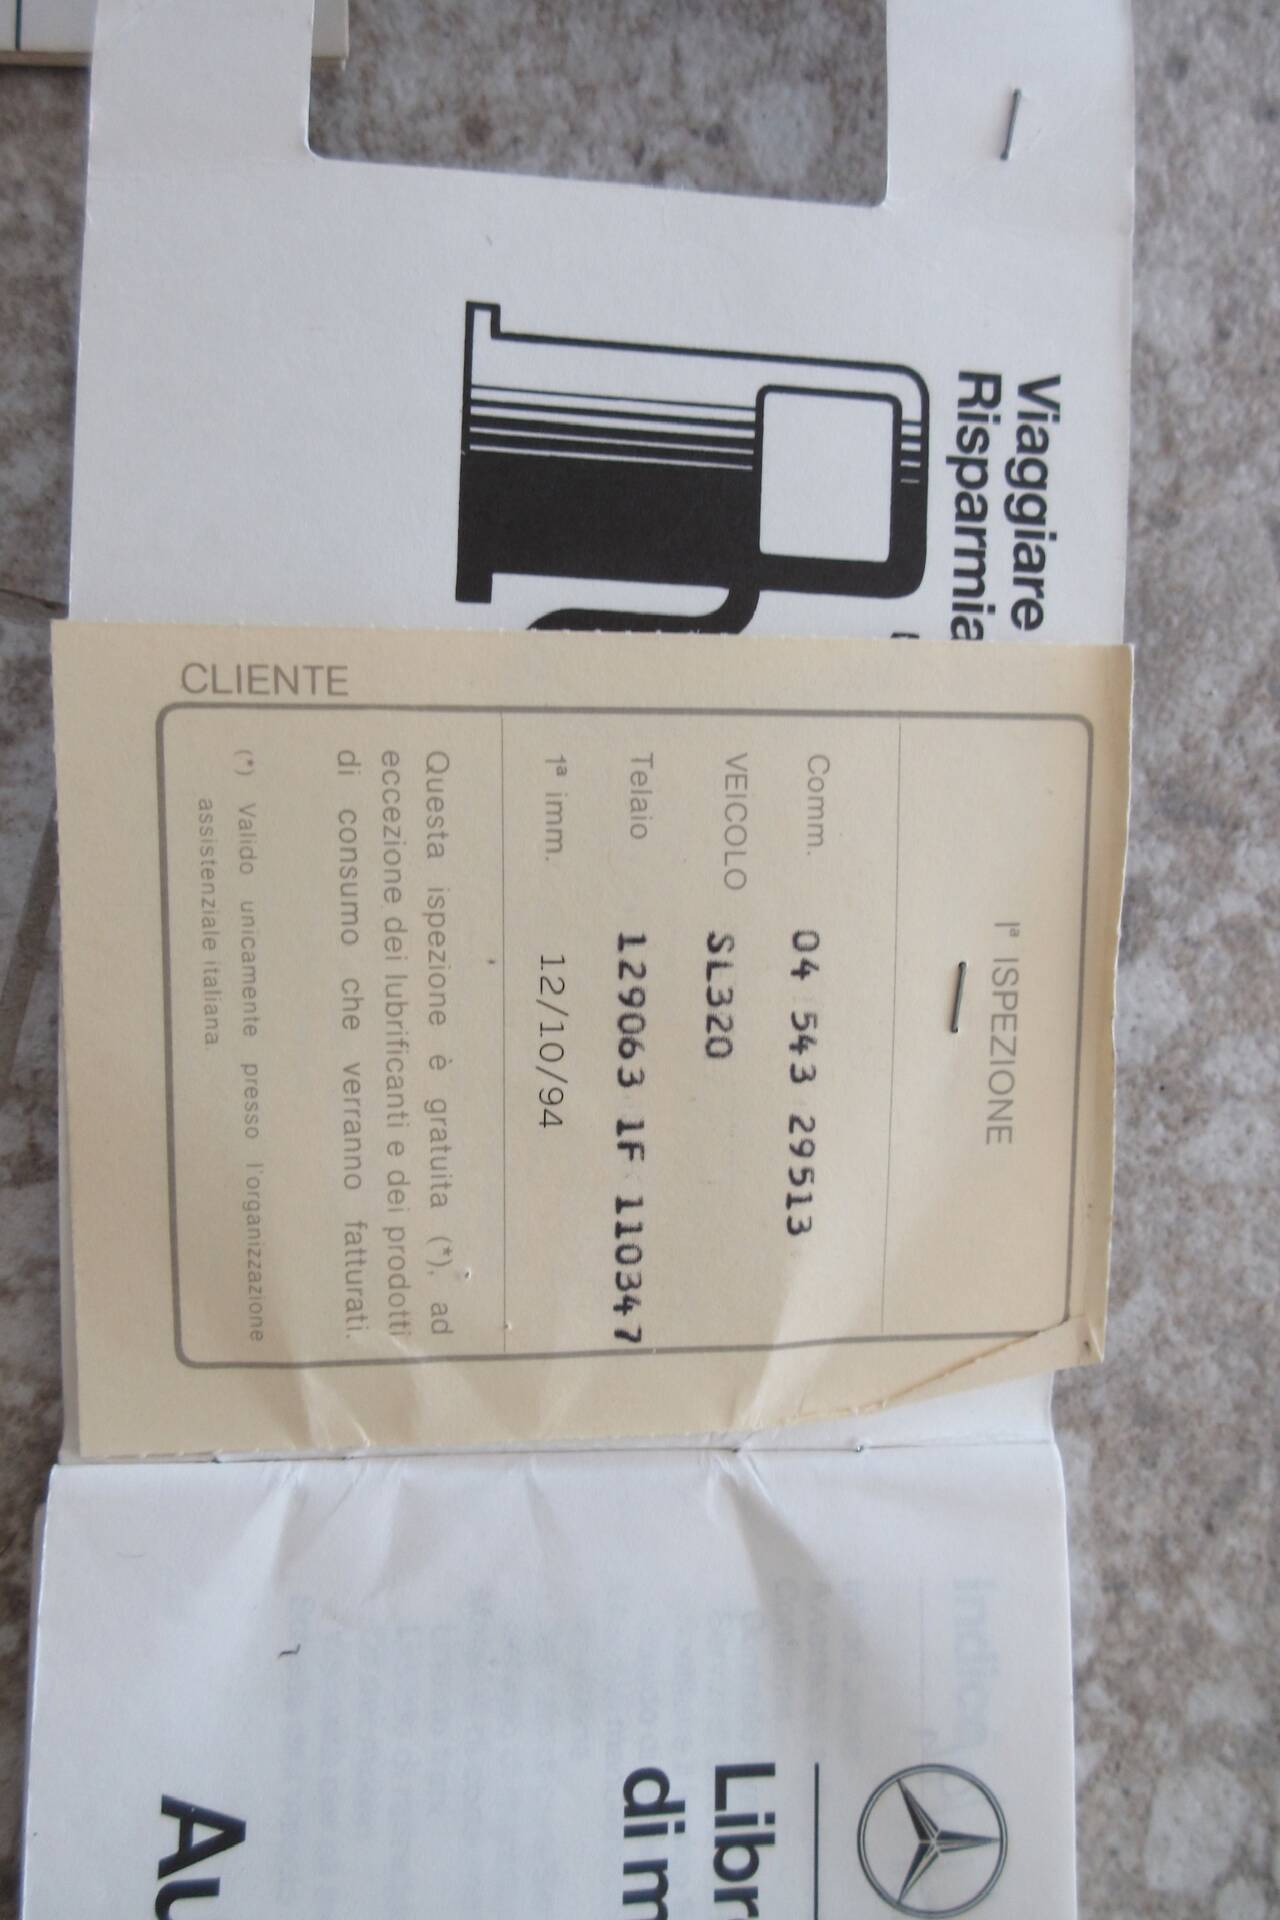 Viaggiare
Risparmia
CLIENTE
1ª ISPEZIONE
Comm. 04 543 29513
VEICOLO SL320
Telaio 129063 1F 110347
1ª imm. 12/10/94
Questa ispezione è gratuita (*), ad
eccezione dei lubrificanti e dei prodotti
di consumo che verranno fatturati.
(*) Valido unicamente presso l'organizzazione
assistenziale italiana.
Indice
Libr
di m
Au